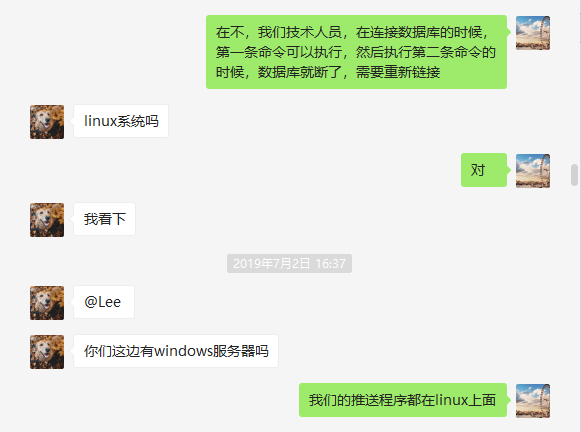 在不，我们技术人员，在连接数据库的时候，
第一条命令可以执行，然后执行第二条命令的
时候，数据库就断了，需要重新链接
linux系统吗
对
我看下
2019年7月2日 16:37
@Lee
你们这边有windows服务器吗
我们的推送程序都在linux上面